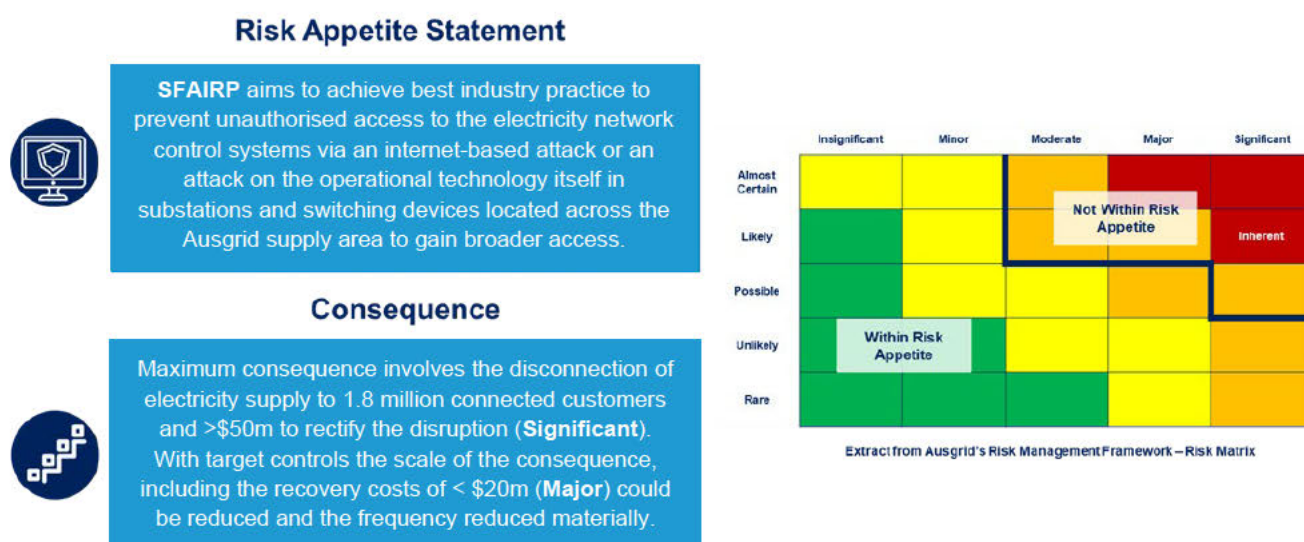 Risk Appetite Statement
SFAIRP aims to achieve best industry practice to
prevent unauthorised access to the electricity network
control systems via an internet-based attack or an
attack on the operational technology itself in
substations and switching devices located across the
Ausgrid supply area to gain broader access.
Consequence
Maximum consequence involves the disconnection of
electricity supply to 1.8 million connected customers
and >$50m to rectify the disruption (Significant).
With target controls the scale of the consequence,
including the recovery costs of < $20m (Major) could
be reduced and the frequency reduced materially.
Insignificant Minor Moderate Major Significant
Almost
Certain
Not Within Risk
Appetite
Likely
Inherent
Possible
Unlikely
Within Risk
Appetite
Rare
Extract from Ausgrid's Risk Management Framework – Risk Matrix